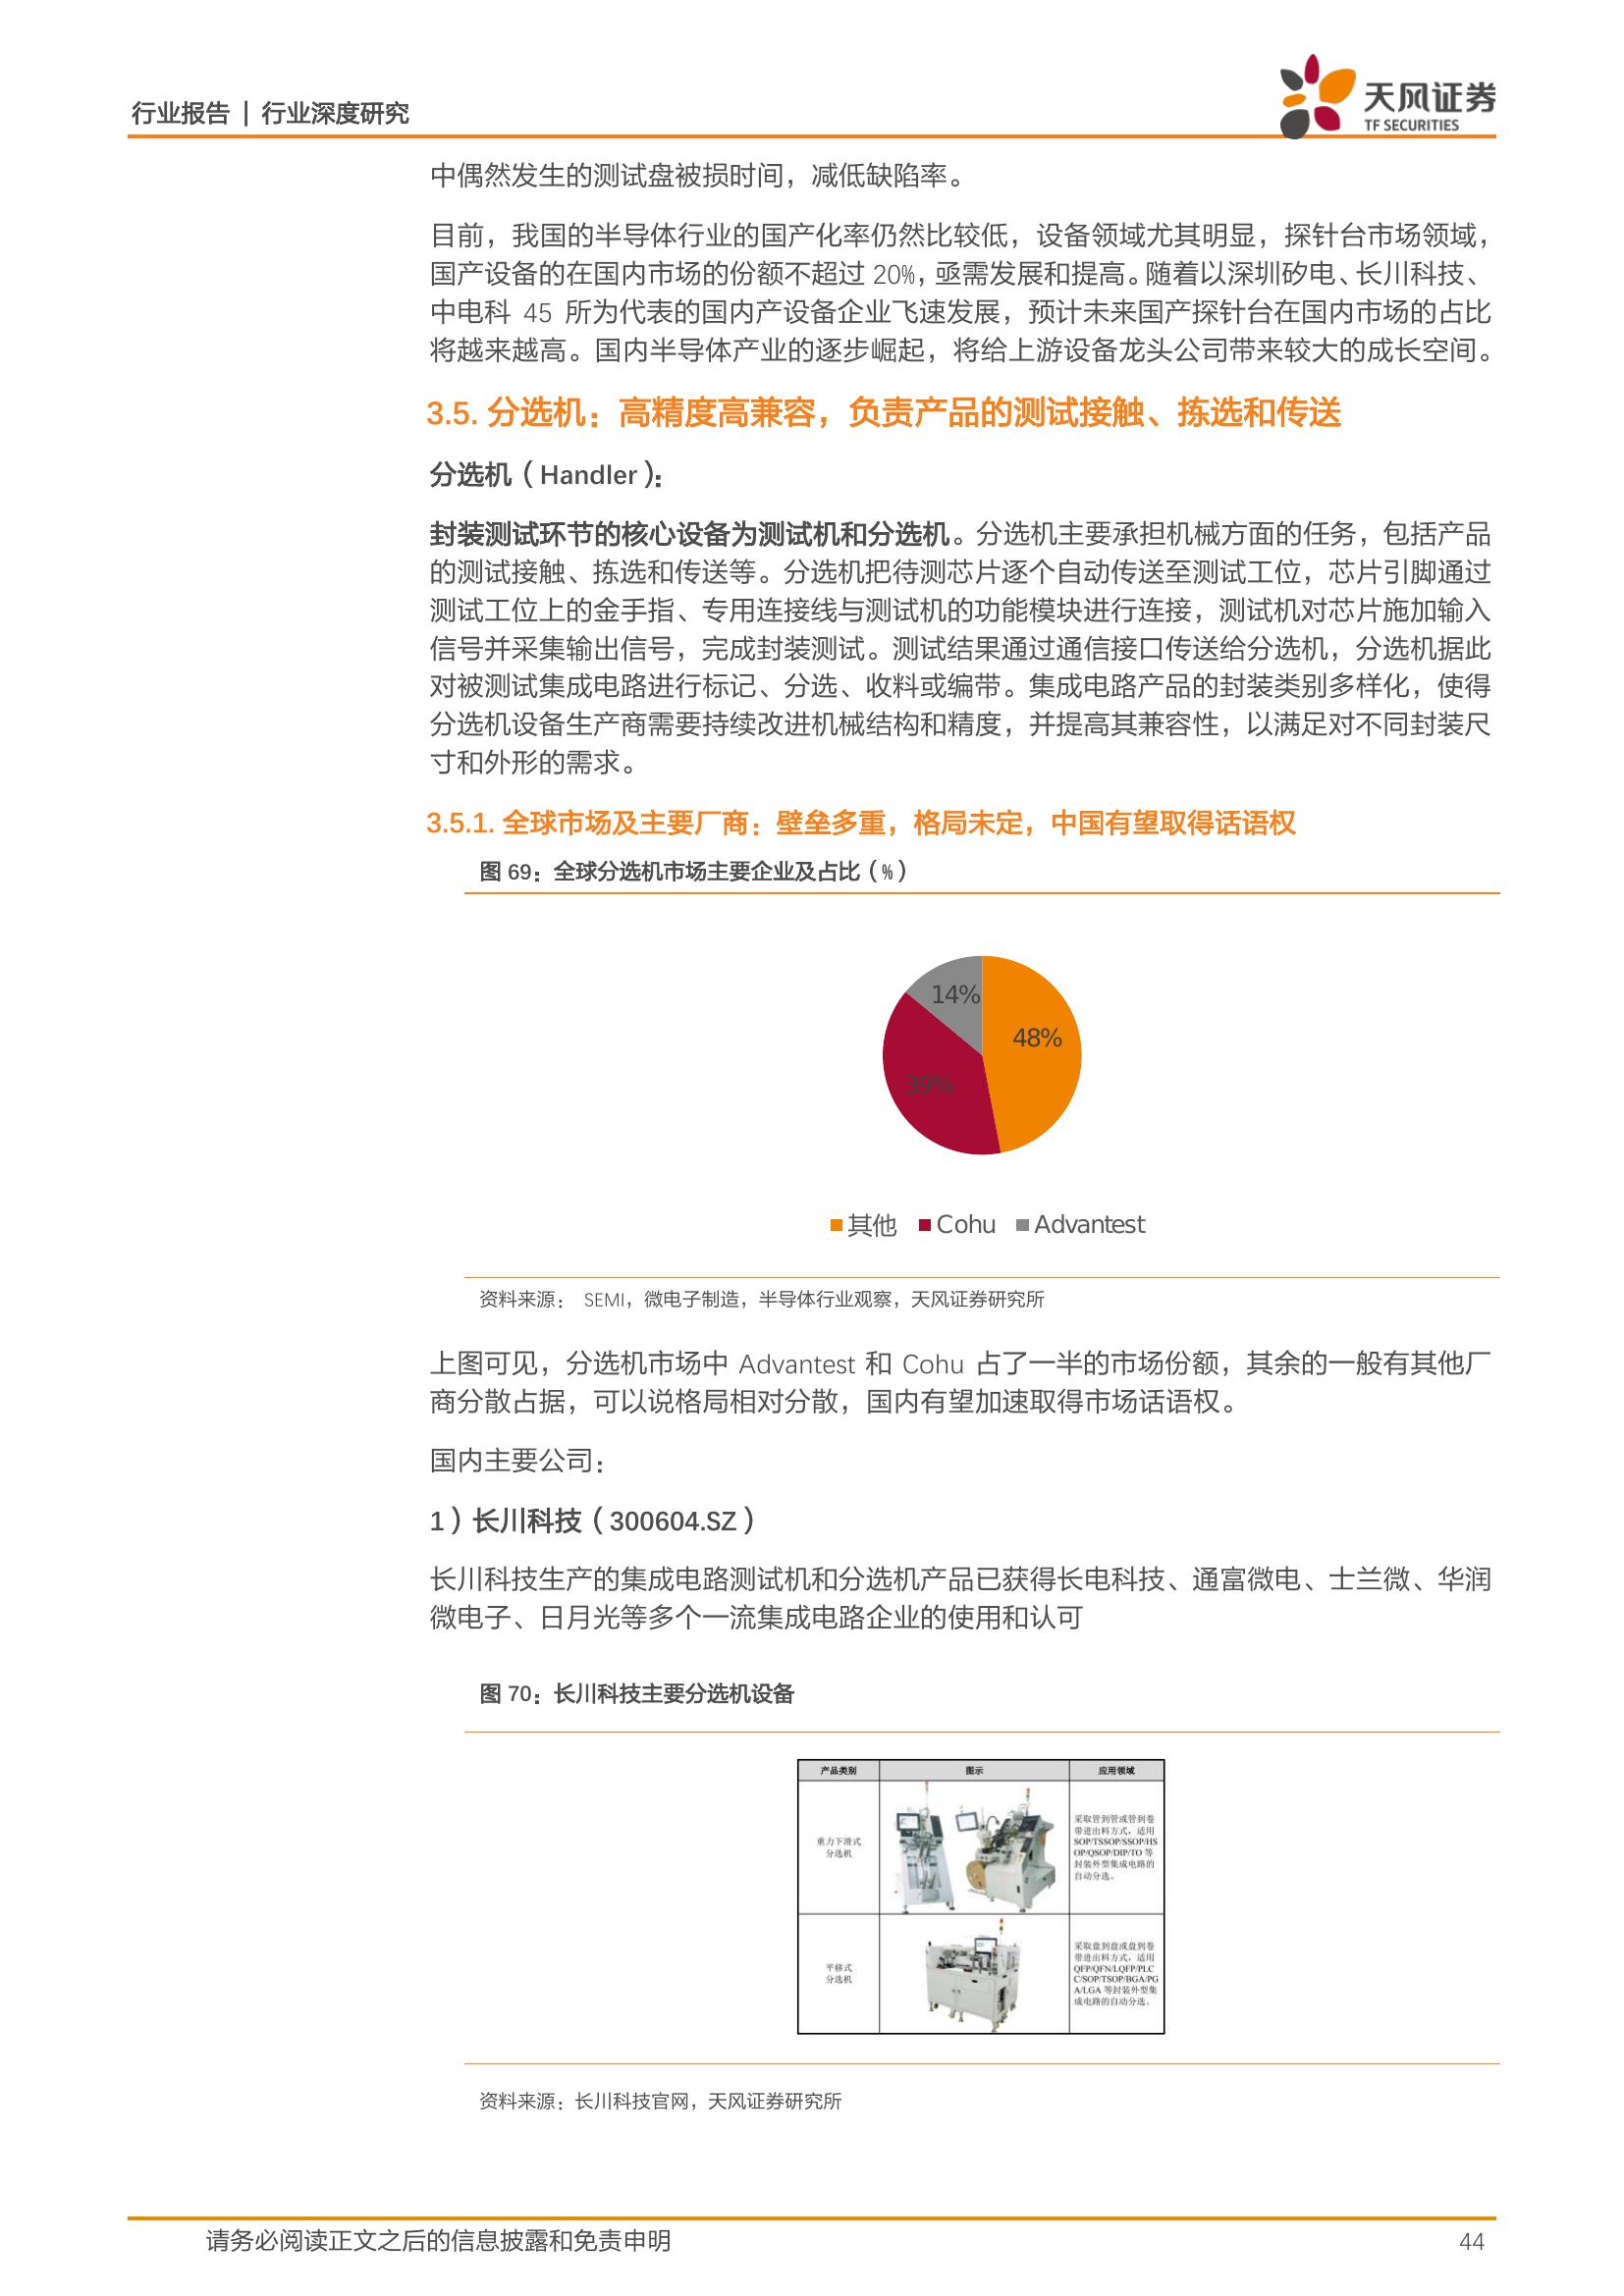 行业报告 | 行业深度研究
天风证券
TF SECURITIES
中偶然发生的测试盘被损时间，减低缺陷率。
目前，我国的半导体行业的国产化率仍然比较低，设备领域尤其明显，探针台市场领域，
国产设备的在国内市场的份额不超过 20%，亟需发展和提高。随着以深圳矽电、长川科技、
中电科 45 所为代表的国内产设备企业飞速发展，预计未来国产探针台在国内市场的占比
将越来越高。国内半导体产业的逐步崛起，将给上游设备龙头公司带来较大的成长空间。
3.5. 分选机：高精度高兼容，负责产品的测试接触、拣选和传送
分选机（Handler）：
封装测试环节的核心设备为测试机和分选机。分选机主要承担机械方面的任务，包括产品
的测试接触、拣选和传送等。分选机把待测芯片逐个自动传送至测试工位，芯片引脚通过
测试工位上的金手指、专用连接线与测试机的功能模块进行连接，测试机对芯片施加输入
信号并采集输出信号，完成封装测试。测试结果通过通信接口传送给分选机，分选机据此
对被测试集成电路进行标记、分选、收料或编带。集成电路产品的封装类别多样化，使得
分选机设备生产商需要持续改进机械结构和精度，并提高其兼容性，以满足对不同封装尺
寸和外形的需求。
3.5.1. 全球市场及主要厂商：壁垒多重，格局未定，中国有望取得话语权
图 69：全球分选机市场主要企业及占比（%）
14%
48%
39%
其他 Cohu Advantest
资料来源： SEMI，微电子制造，半导体行业观察，天风证券研究所
上图可见，分选机市场中 Advantest 和 Cohu 占了一半的市场份额，其余的一般有其他厂
商分散占据，可以说格局相对分散，国内有望加速取得市场话语权。
国内主要公司：
1）长川科技（300604.SZ）
长川科技生产的集成电路测试机和分选机产品已获得长电科技、通富微电、士兰微、华润
微电子、日月光等多个一流集成电路企业的使用和认可
图 70：长川科技主要分选机设备
产品类别 图示 应用领域
重力下滑式
分选机
采取管到管或管到卷
带进出料方式，适用
SOP/TSSOP/SSOP/HS
OP/QSOP/DIP/TO 等
封装外型集成电路的
自动分选。
平移式
分选机
采取盘到盘或盘到卷
带进出料方式，适用
QFP/QFN/LQFP/PLC
C/SOP/TSOP/BGA/PG
A/LGA 等封装外型集
成电路的自动分选。
资料来源：长川科技官网，天风证券研究所
请务必阅读正文之后的信息披露和免责申明
44